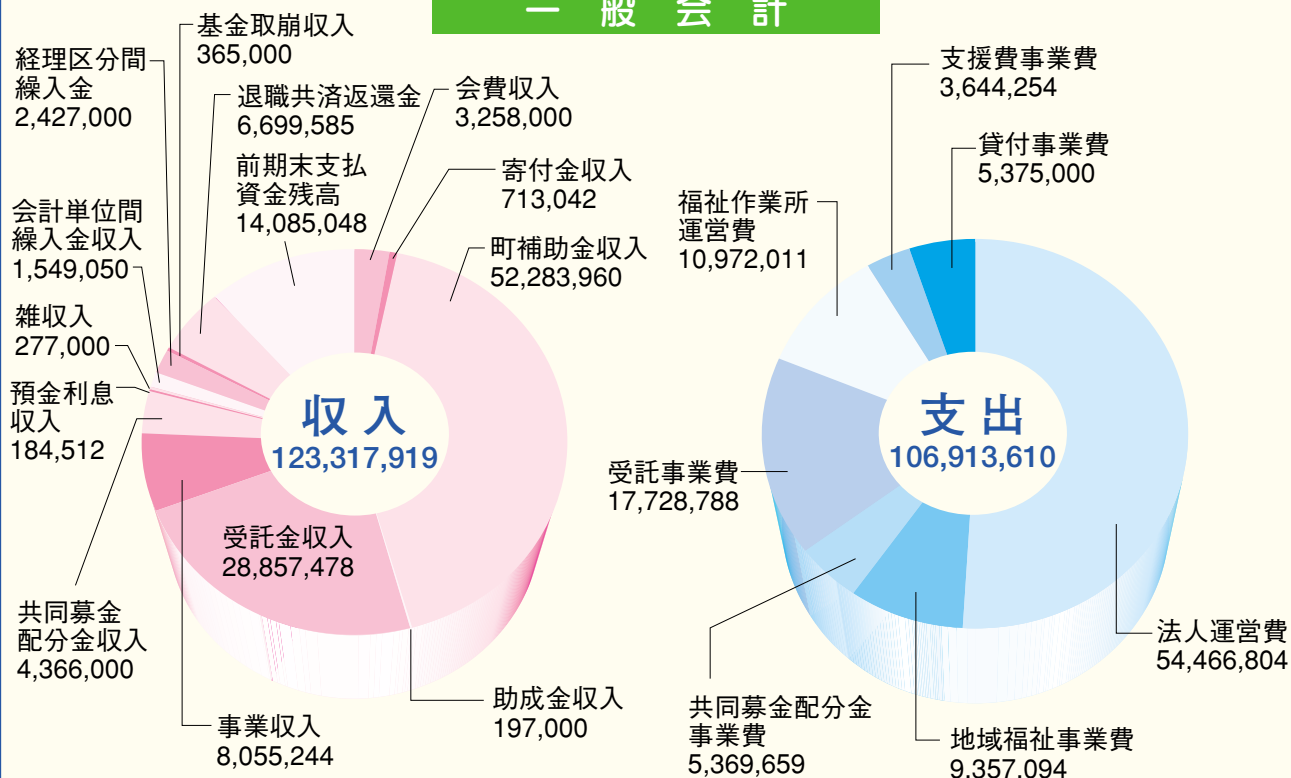 一般会計
基金取崩収入
365,000
経理区分間
繰入金
2,427,000
退職共済返還金
6,699,585
会費収入
3,258,000
前期末支払
資金残高
14,085,048
寄付金収入
713,042
会計単位間
繰入金収入
1,549,050
町補助金収入
52,283,960
雑収入
277,000
預金利息
収入
184,512
収入
123,317,919
受託金収入
28,857,478
共同募金
配分金収入
4,366,000
助成金収入
197,000
事業収入
8,055,244
支援費事業費
3,644,254
貸付事業費
5,375,000
福祉作業所
運営費
10,972,011
支出
106,913,610
受託事業費
17,728,788
法人運営費
54,466,804
共同募金配分金
事業費
5,369,659
地域福祉事業費
9,357,094